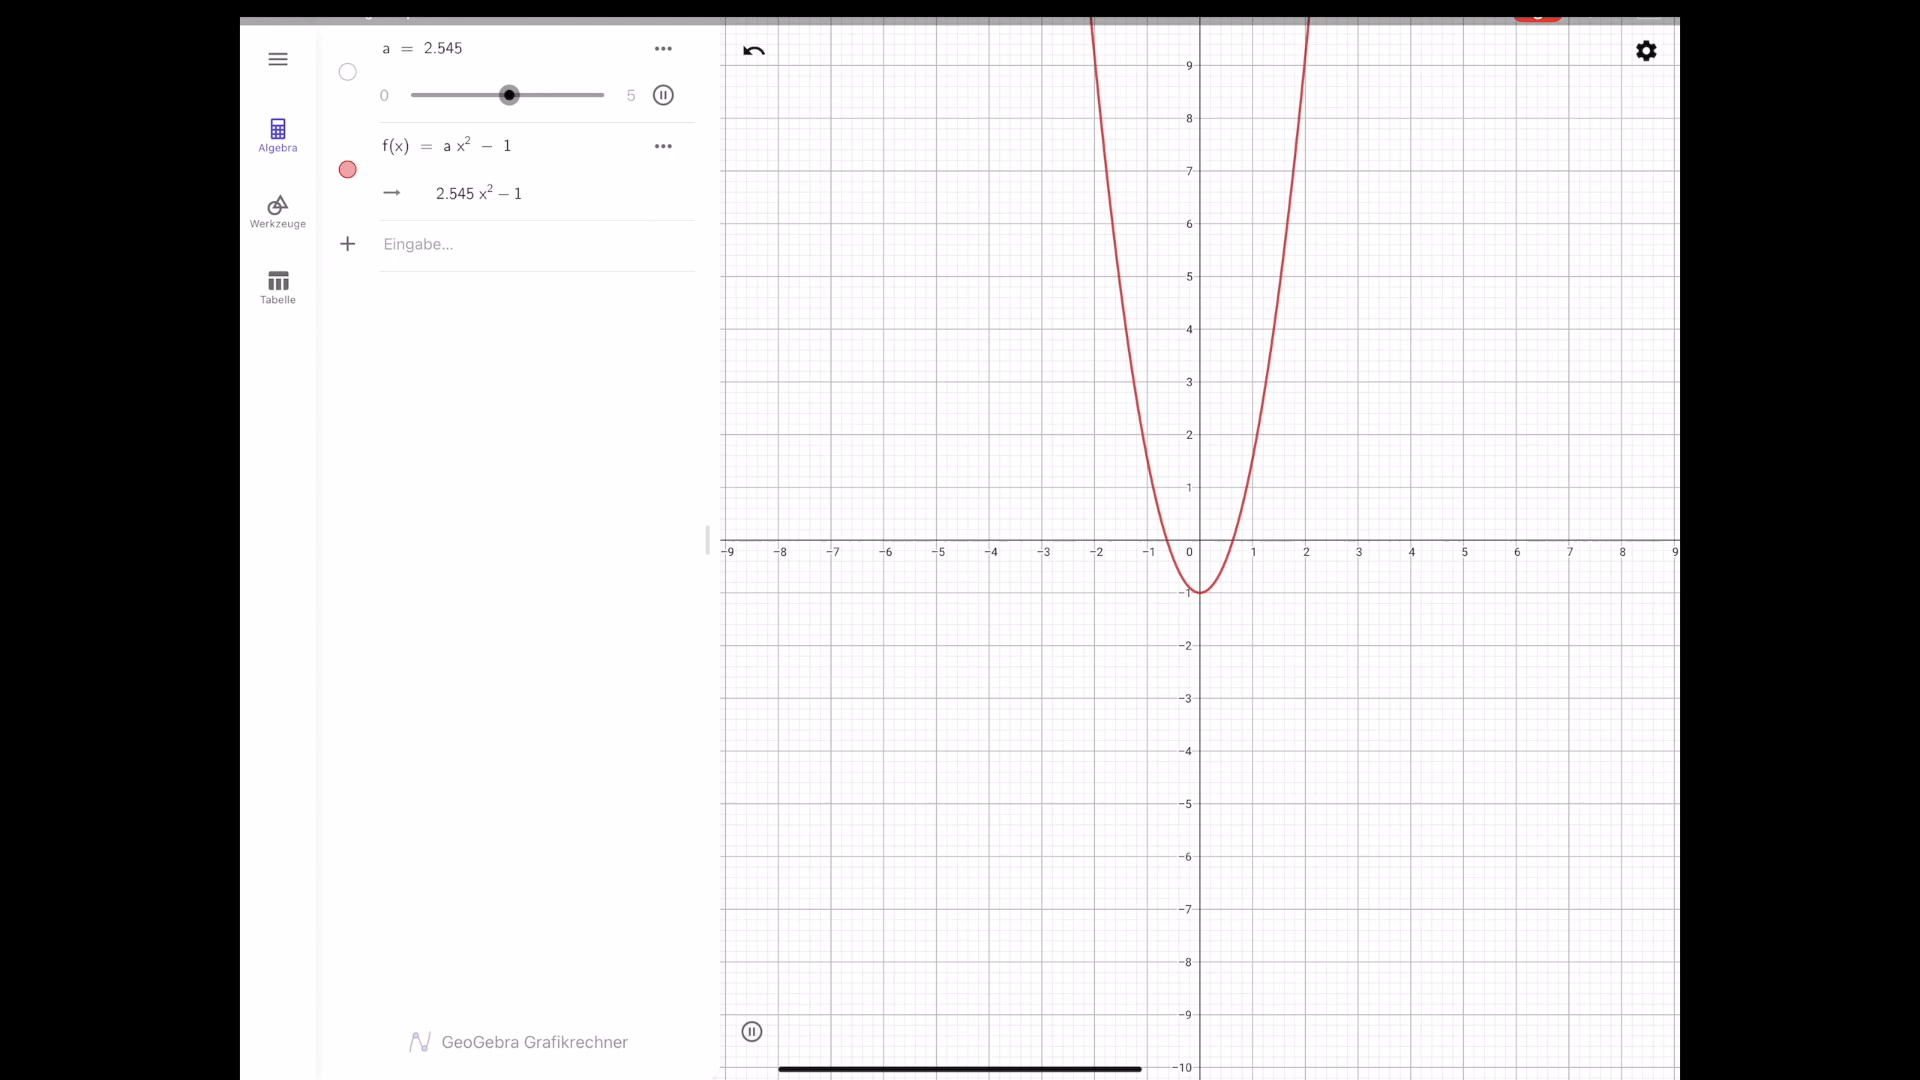 a = 2.545
0 5
Algebra
f(x) = a x² − 1
→ 2.545 x² − 1
Werkzeuge
+ Eingabe...
Tabelle
GeoGebra Grafikrechner
9
8
7
6
5
4
3
2
1
−9 −8 −7 −6 −5 −4 −3 −2 −1 0 1 2 3 4 5 6 7 8 9
−1
−2
−3
−4
−5
−6
−7
−8
−9
−10